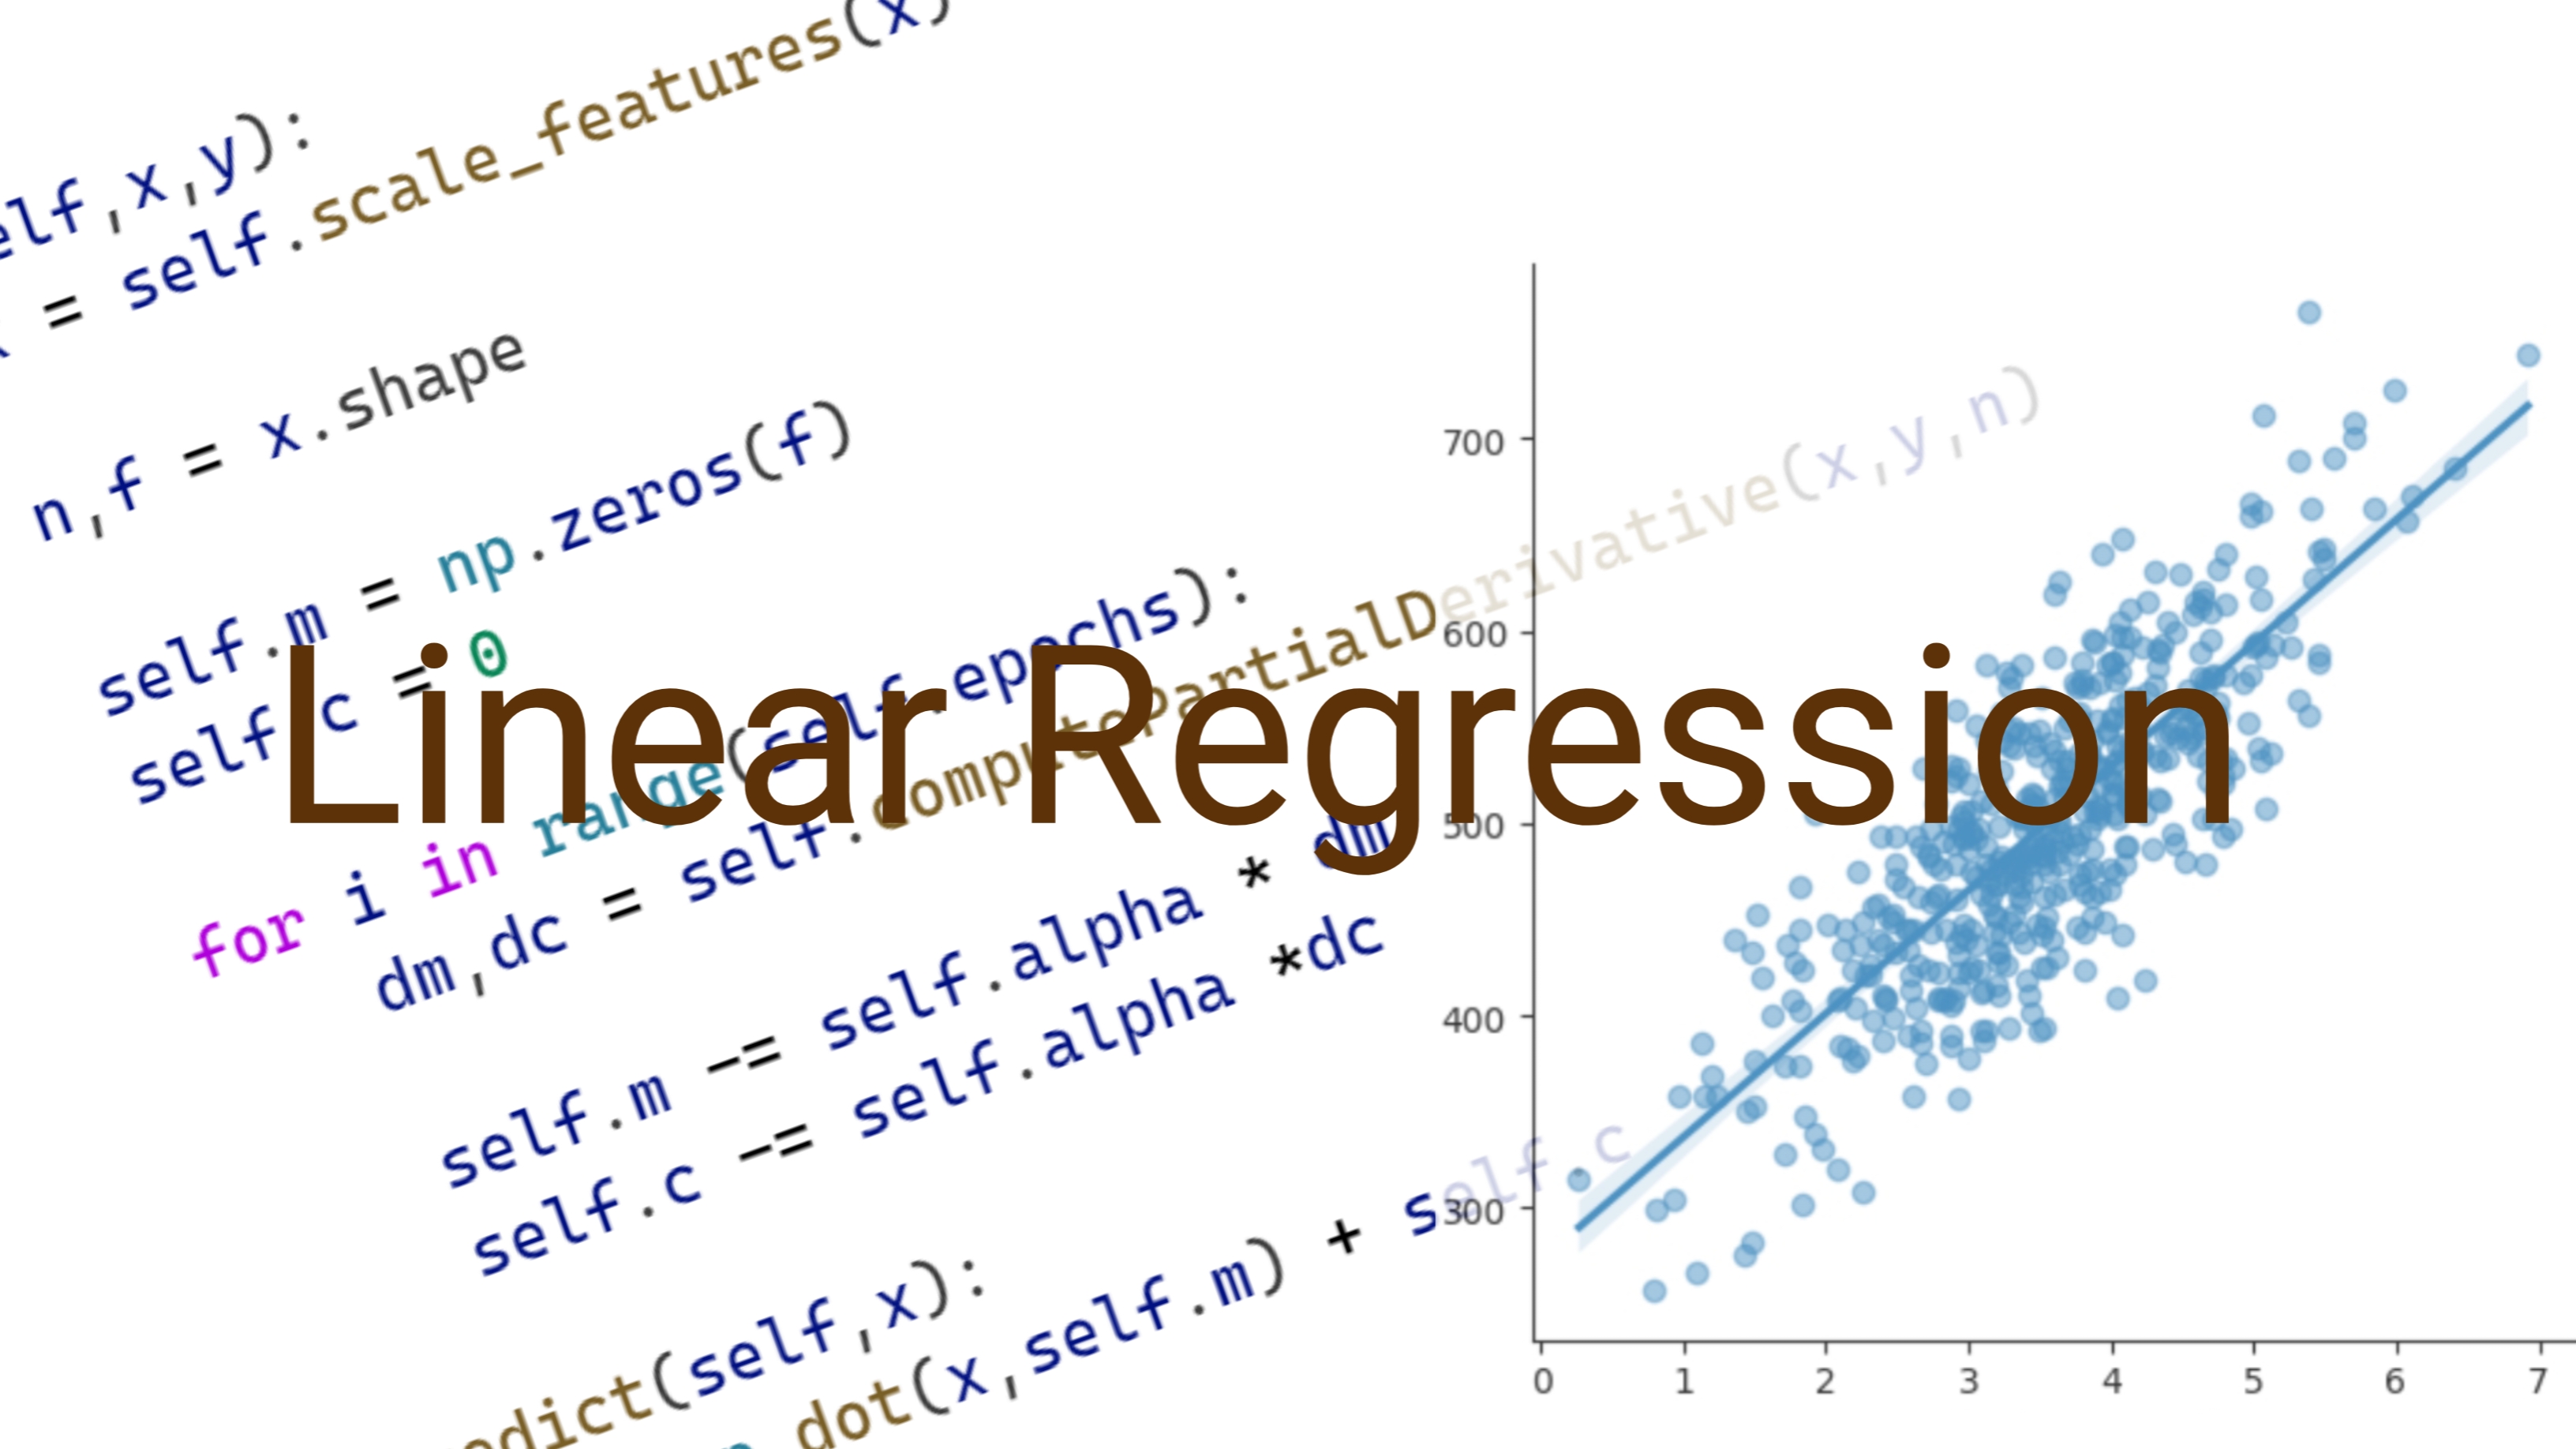 elf,x,y):
= self.scale_features(x)
n,f = x.shape
self.m = np.zeros(f)
self.c = 0
for i in range(self.epochs):
dm,dc = self.computePartialDerivative(x,y,n)
self.m -= self.alpha * dm
self.c -= self.alpha *dc
edict(self,x):
dot(x,self.m) + self.c
Linear Regression
700
600
500
400
300
0 1 2 3 4 5 6 7